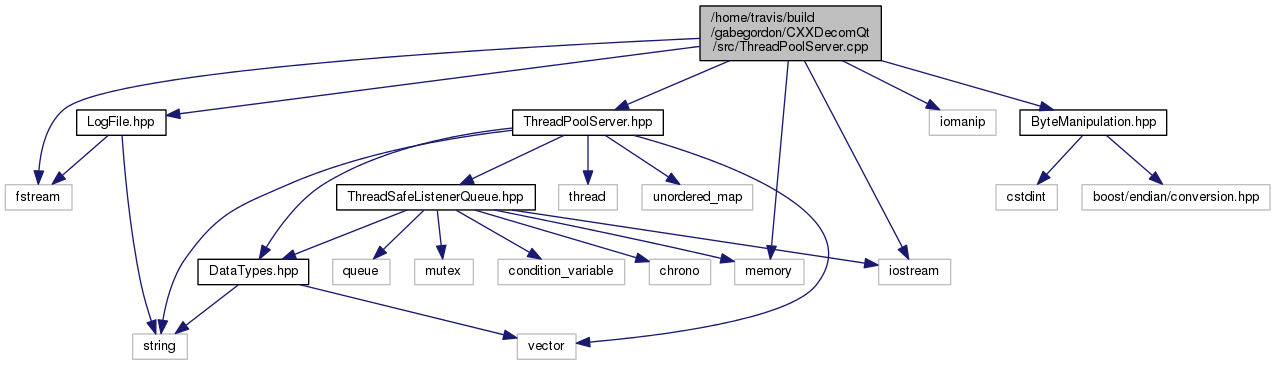 /home/travis/build
/gabegordon/CXXDecomQt
/src/ThreadPoolServer.cpp
LogFile.hpp
ThreadPoolServer.hpp
iomanip
ByteManipulation.hpp
fstream
ThreadSafeListenerQueue.hpp
thread
unordered_map
cstdint
boost/endian/conversion.hpp
DataTypes.hpp
queue
mutex
condition_variable
chrono
memory
iostream
string
vector